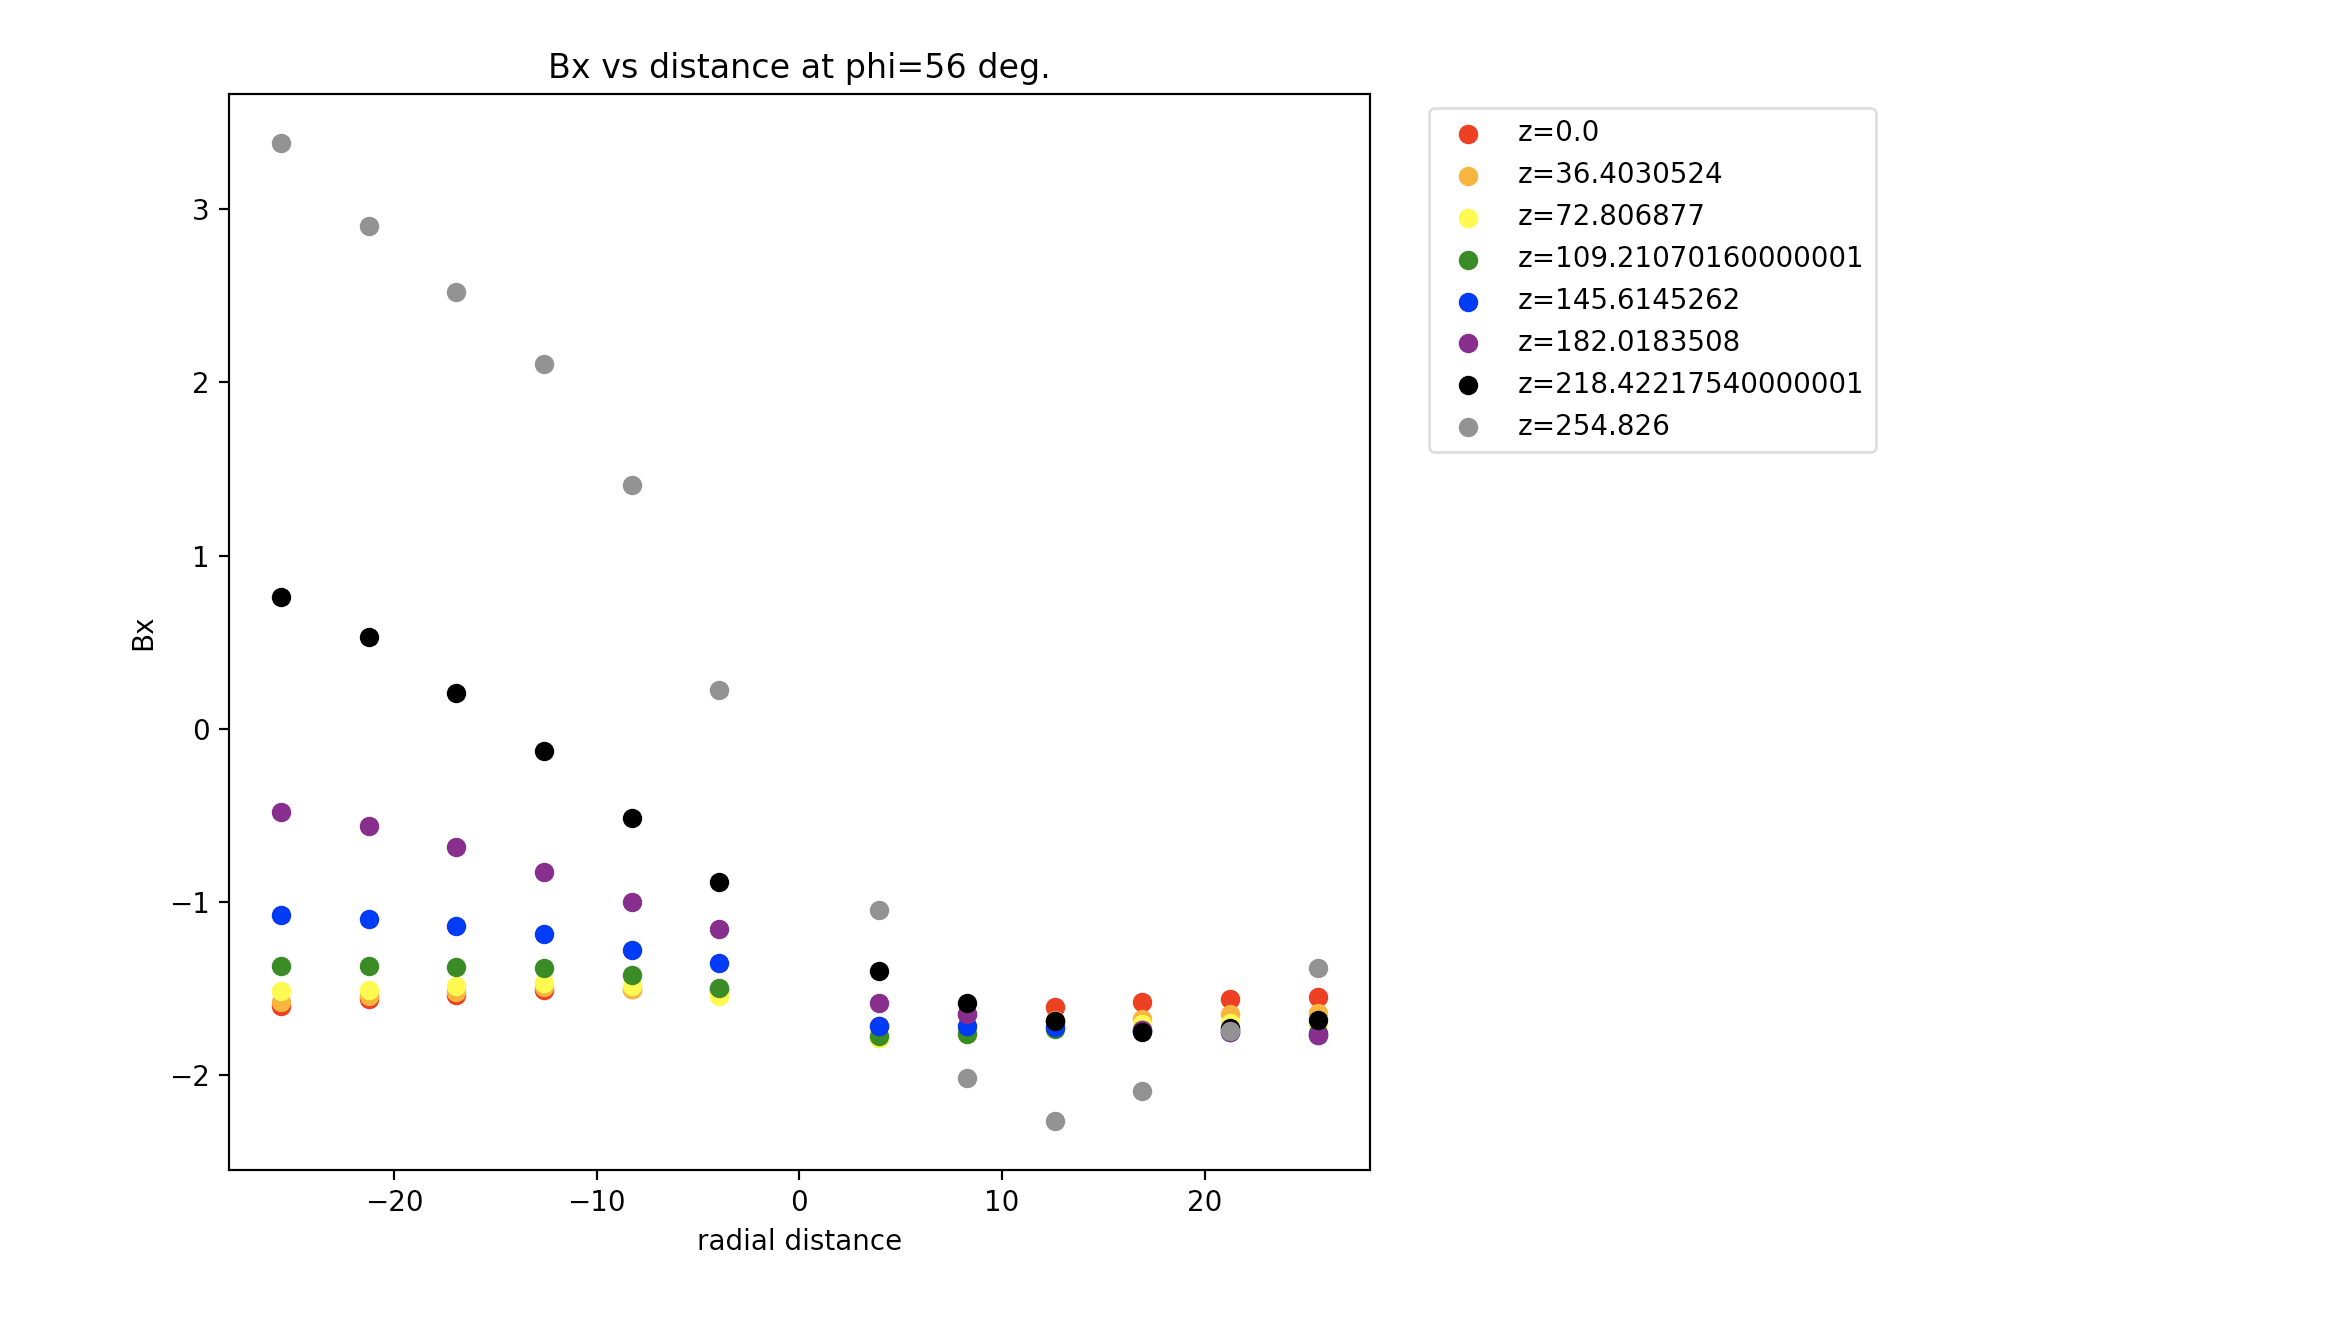 Bx vs distance at phi=56 deg.
3
2
1
0
−1
−2
Bx
−20
−10
0
10
20
radial distance
z=0.0
z=36.4030524
z=72.806877
z=109.21070160000001
z=145.6145262
z=182.0183508
z=218.42217540000001
z=254.826